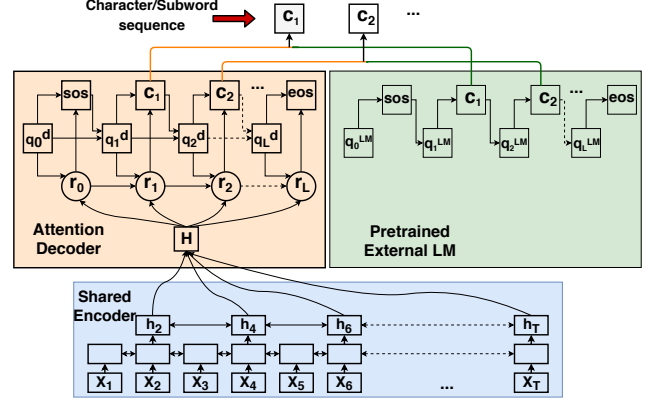 Character/Subword
sequence
c1 c2 ...
sos c1 c2 ... eos
q0d q1d q2d qLd
r0 r1 r2 rL
Attention
Decoder
H
sos c1 c2 ... eos
q0LM q1LM q2LM qLLM
Pretrained
External LM
Shared
Encoder
h2 h4 h6 hT
X1 X2 X3 X4 X5 X6 ... XT